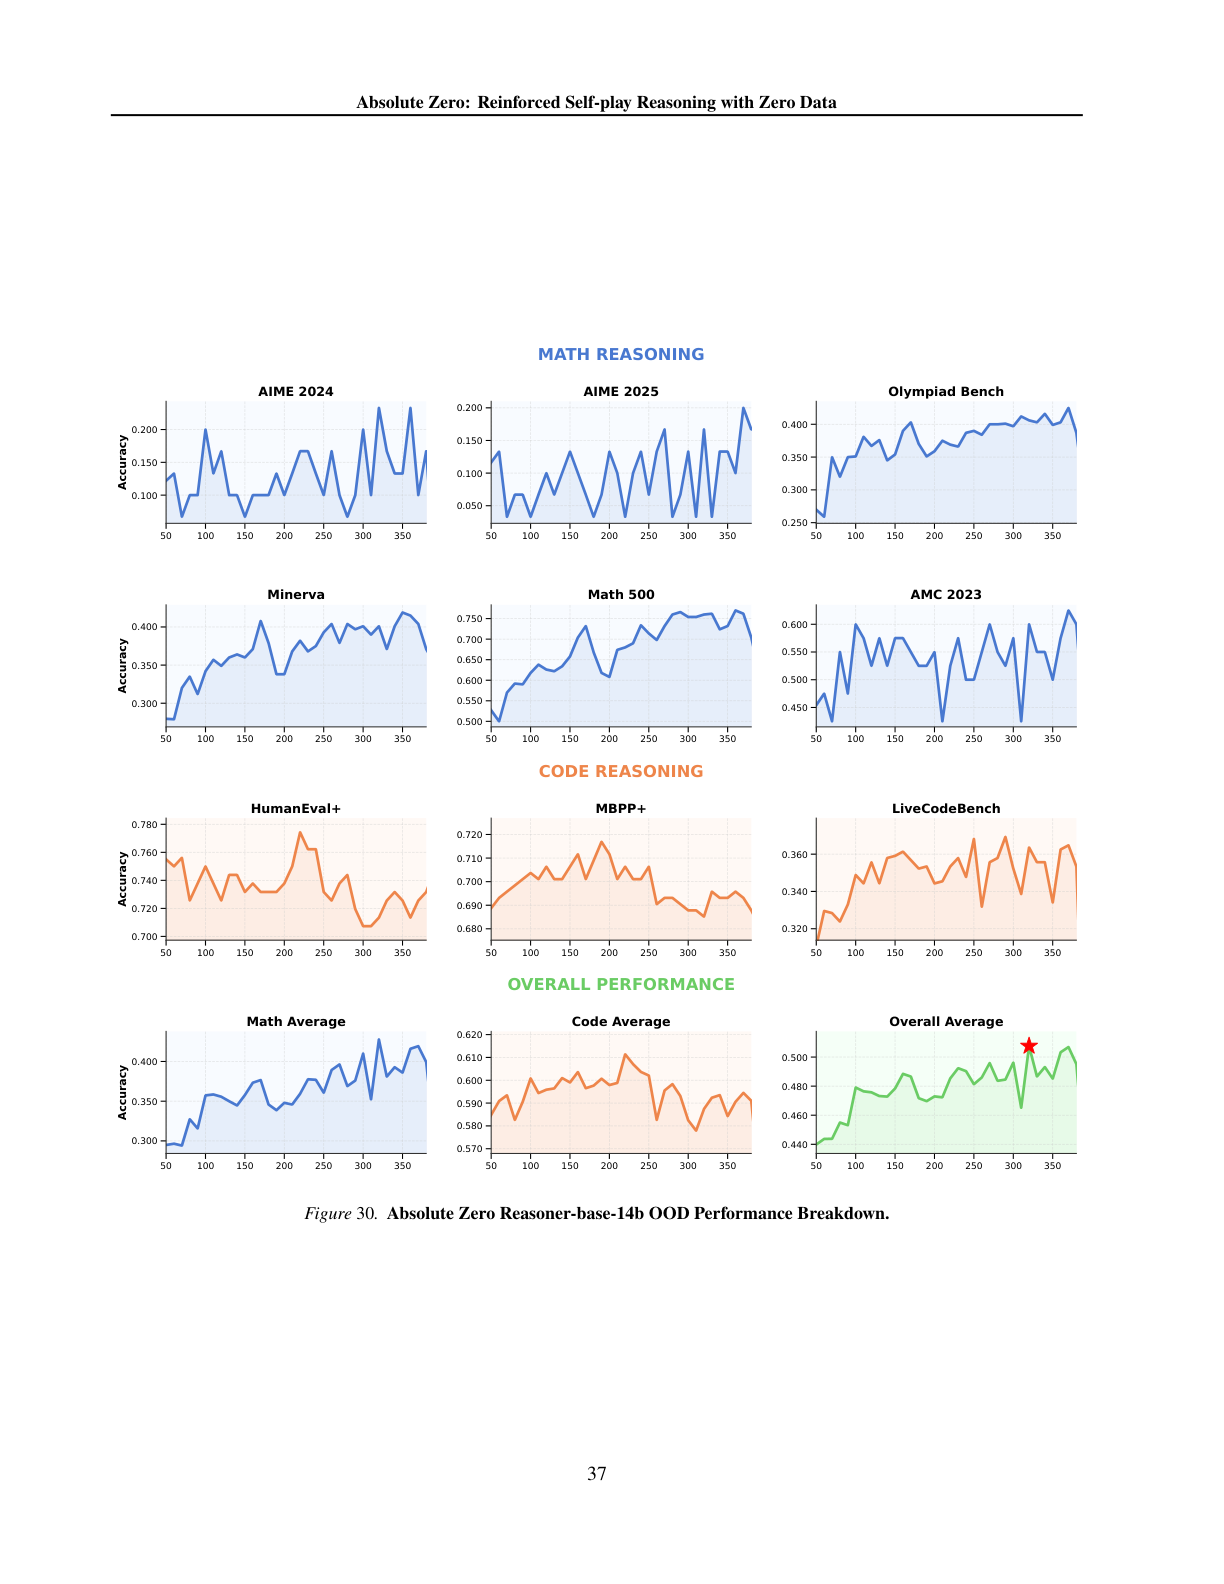 Absolute Zero: Reinforced Self-play Reasoning with Zero Data
MATH REASONING
AIME 2024
AIME 2025
Olympiad Bench
Accuracy
0.200
0.150
0.100
50 100 150 200 250 300 350
0.200
0.150
0.100
0.050
50 100 150 200 250 300 350
0.400
0.350
0.300
0.250
50 100 150 200 250 300 350
Minerva
Math 500
AMC 2023
Accuracy
0.400
0.350
0.300
50 100 150 200 250 300 350
0.750
0.700
0.650
0.600
0.550
0.500
50 100 150 200 250 300 350
0.600
0.550
0.500
0.450
50 100 150 200 250 300 350
CODE REASONING
HumanEval+
MBPP+
LiveCodeBench
Accuracy
0.780
0.760
0.740
0.720
0.700
50 100 150 200 250 300 350
0.720
0.710
0.700
0.690
0.680
50 100 150 200 250 300 350
0.360
0.340
0.320
50 100 150 200 250 300 350
OVERALL PERFORMANCE
Math Average
Code Average
Overall Average
Accuracy
0.400
0.350
0.300
50 100 150 200 250 300 350
0.620
0.610
0.600
0.590
0.580
0.570
50 100 150 200 250 300 350
0.500
0.480
0.460
0.440
50 100 150 200 250 300 350
Figure 30. Absolute Zero Reasoner-base-14b OOD Performance Breakdown.
37